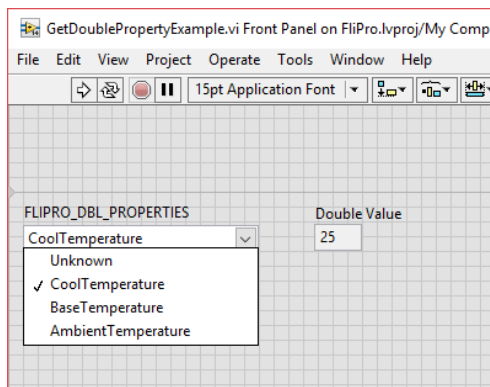 GetDoublePropertyExample.vi Front Panel on FliPro.lvproj/My Comp
File Edit View Project Operate Tools Window Help
15pt Application Font
FLIPRO_DBL_PROPERTIES Double Value
CoolTemperature 25
Unknown
✓ CoolTemperature
BaseTemperature
AmbientTemperature